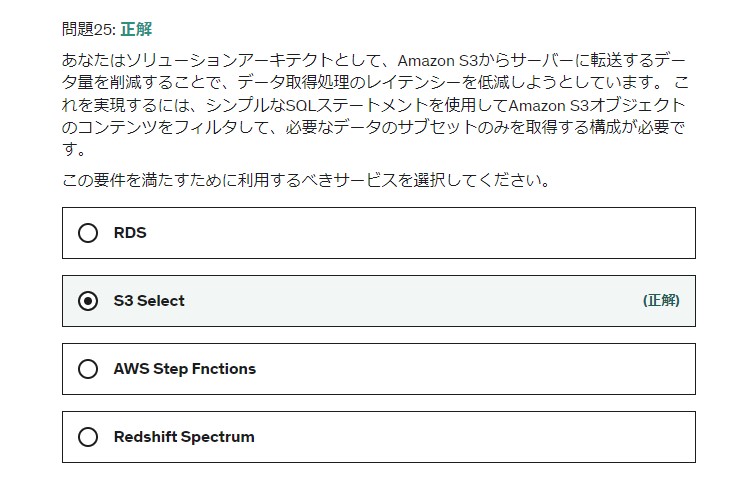 問題25: 正解
あなたはソリューションアーキテクトとして、Amazon S3からサーバーに転送するデー
タ量を削減することで、データ取得処理のレイテンシーを低減しようとしています。 こ
れを実現するには、シンプルなSQLステートメントを使用してAmazon S3オブジェクト
のコンテンツをフィルタして、必要なデータのサブセットのみを取得する構成が必要で
す。
この要件を満たすために利用するべきサービスを選択してください。
RDS
S3 Select (正解)
AWS Step Fnctions
Redshift Spectrum